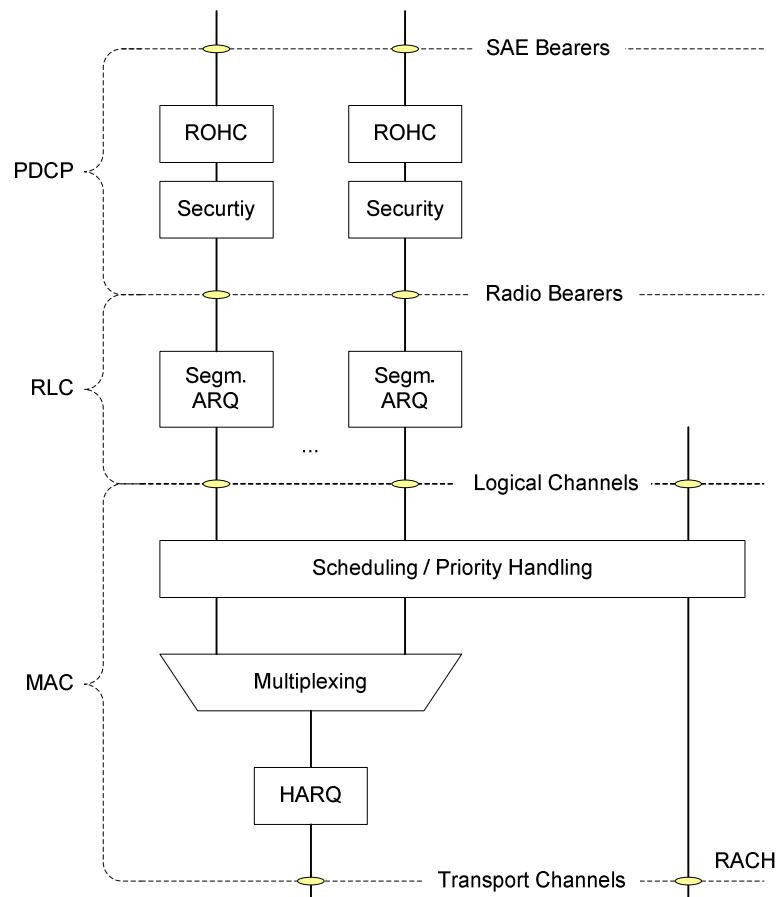 SAE Bearers
ROHC
ROHC
PDCP
Securtiy
Security
Radio Bearers
Segm.
ARQ
Segm.
ARQ
RLC
...
Logical Channels
Scheduling / Priority Handling
Multiplexing
MAC
HARQ
RACH
Transport Channels